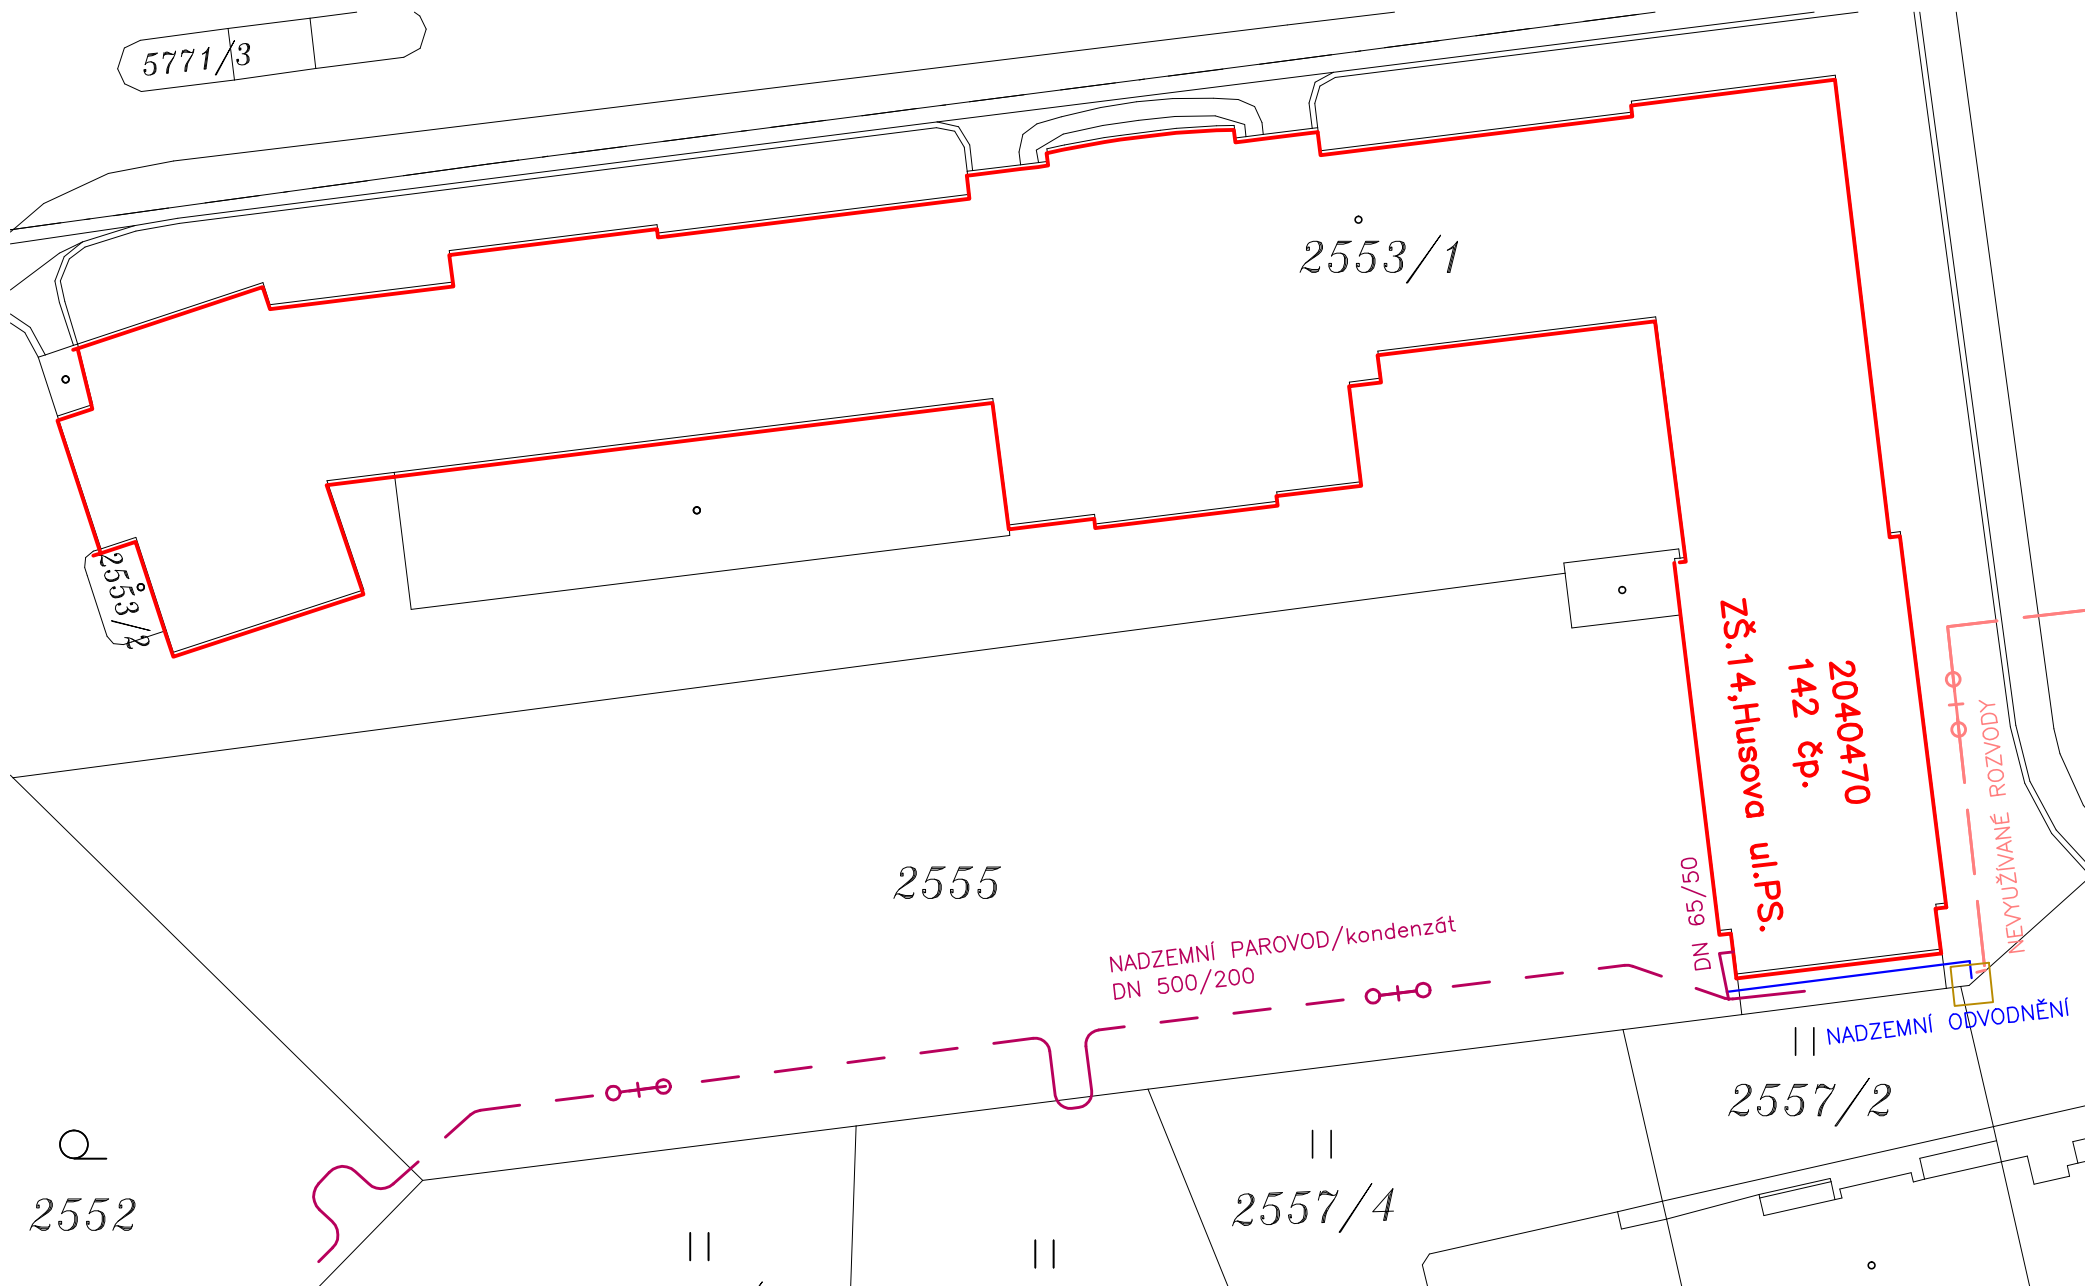 5771/3
2553/1
2553/2
ZŠ.14,Husova ul.PS.
142 čp.
2040470
NEVYUŽÍVANÉ ROZVODY
2555
DN 65/50
NADZEMNÍ PAROVOD/kondenzát
DN 500/200
NADZEMNÍ ODVODNĚNÍ
2557/2
2552
2557/4